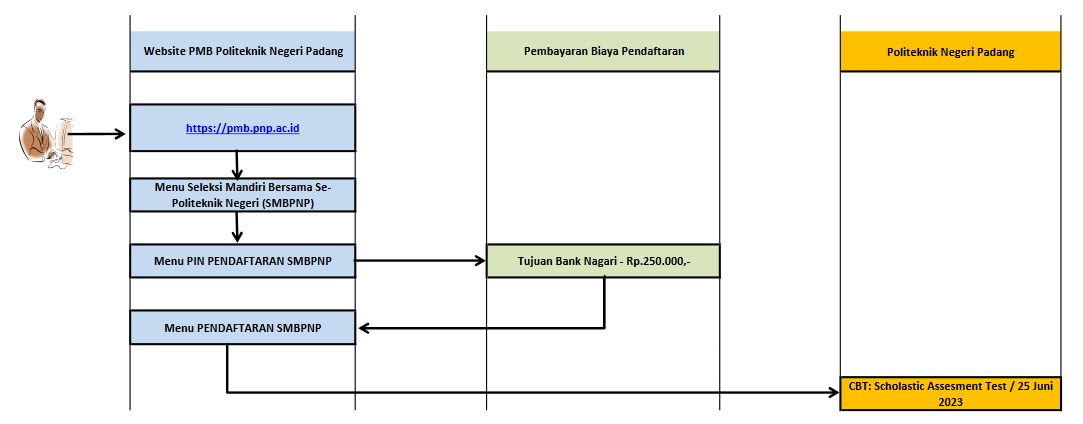 Website PMB Politeknik Negeri Padang
Pembayaran Biaya Pendaftaran
Politeknik Negeri Padang
https://pmb.pnp.ac.id
Menu Seleksi Mandiri Bersama Se-
Politeknik Negeri (SMBPNP)
Menu PIN PENDAFTARAN SMBPNP
Tujuan Bank Nagari - Rp.250.000,-
Menu PENDAFTARAN SMBPNP
CBT: Scholastic Assesment Test / 25 Juni
2023